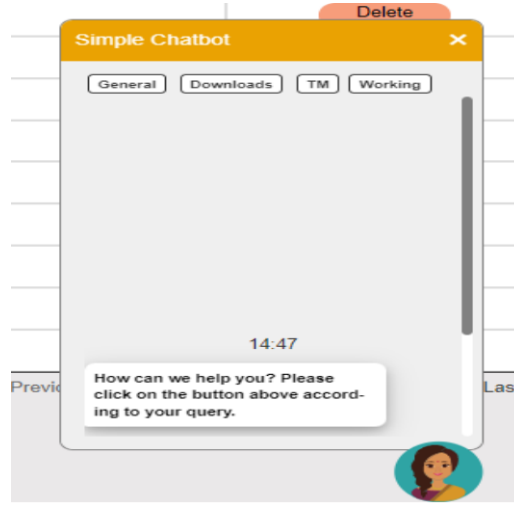 Delete
Simple Chatbot ×
General Downloads TM Working
14:47
How can we help you? Please
click on the button above accord-
ing to your query.
Previ
Las